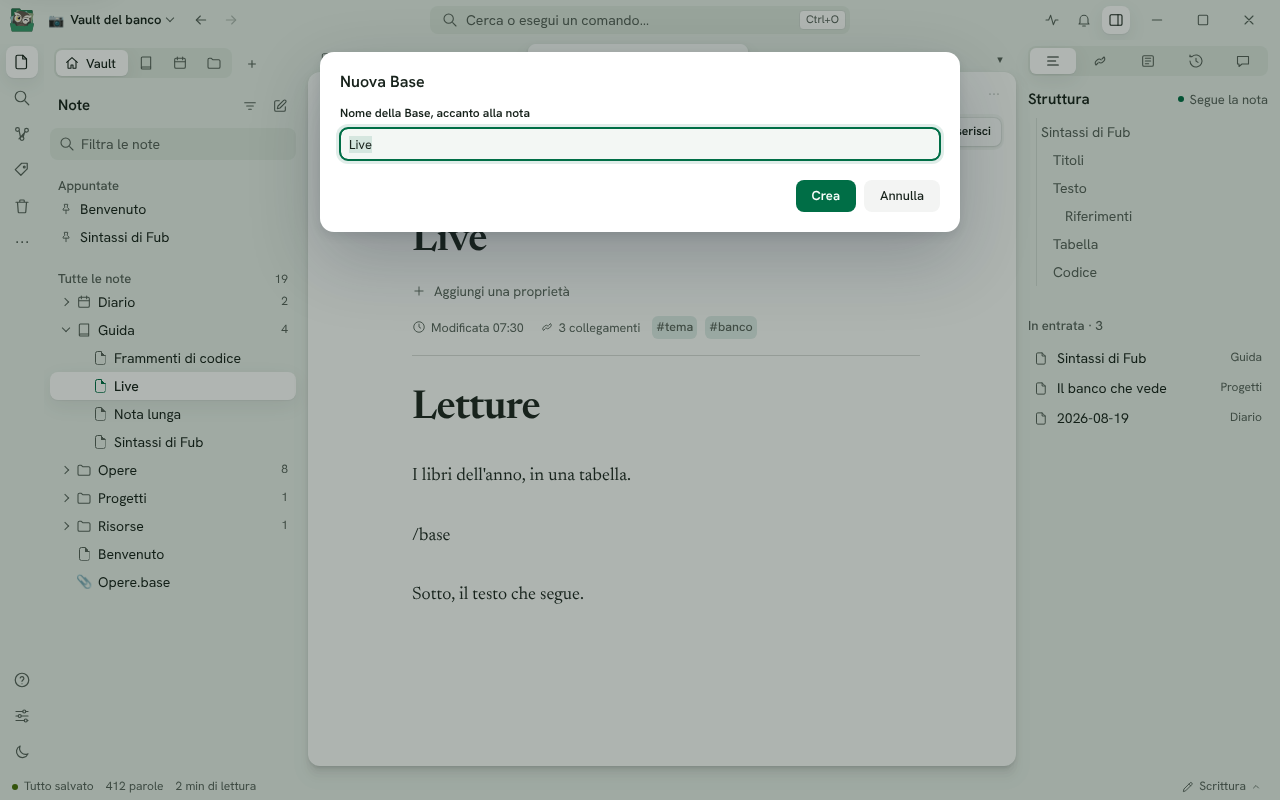 Vault del banco
Cerca o esegui un comando...
Ctrl+O
Vault
Note
Filtra le note
Appuntate
Benvenuto
Sintassi di Fub
Tutte le note 19
Diario 2
Guida 4
Frammenti di codice
Live
Nota lunga
Sintassi di Fub
Opere 8
Progetti 1
Risorse 1
Benvenuto
Opere.base
Nuova Base
Nome della Base, accanto alla nota
Live
Crea
Annulla
serisci
Live
Aggiungi una proprietà
Modificata 07:30
3 collegamenti
#tema
#banco
Letture
I libri dell'anno, in una tabella.
/base
Sotto, il testo che segue.
Struttura
Segue la nota
Sintassi di Fub
Titoli
Testo
Riferimenti
Tabella
Codice
In entrata · 3
Sintassi di Fub Guida
Il banco che vede Progetti
2026-08-19 Diario
Tutto salvato
412 parole
2 min di lettura
Scrittura